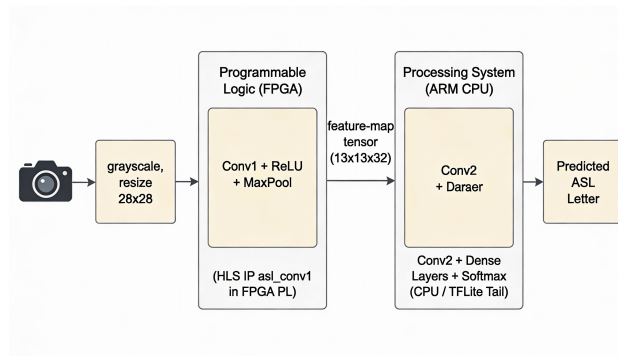 grayscale,
resize
28x28
Programmable
Logic (FPGA)
Conv1 + ReLU
+ MaxPool
(HLS IP asl_conv1
in FPGA PL)
feature-map
tensor
(13x13x32)
Processing System
(ARM CPU)
Conv2
+ Daraer
Conv2 + Dense
Layers + Softmax
(CPU / TFLite Tail)
Predicted
ASL
Letter